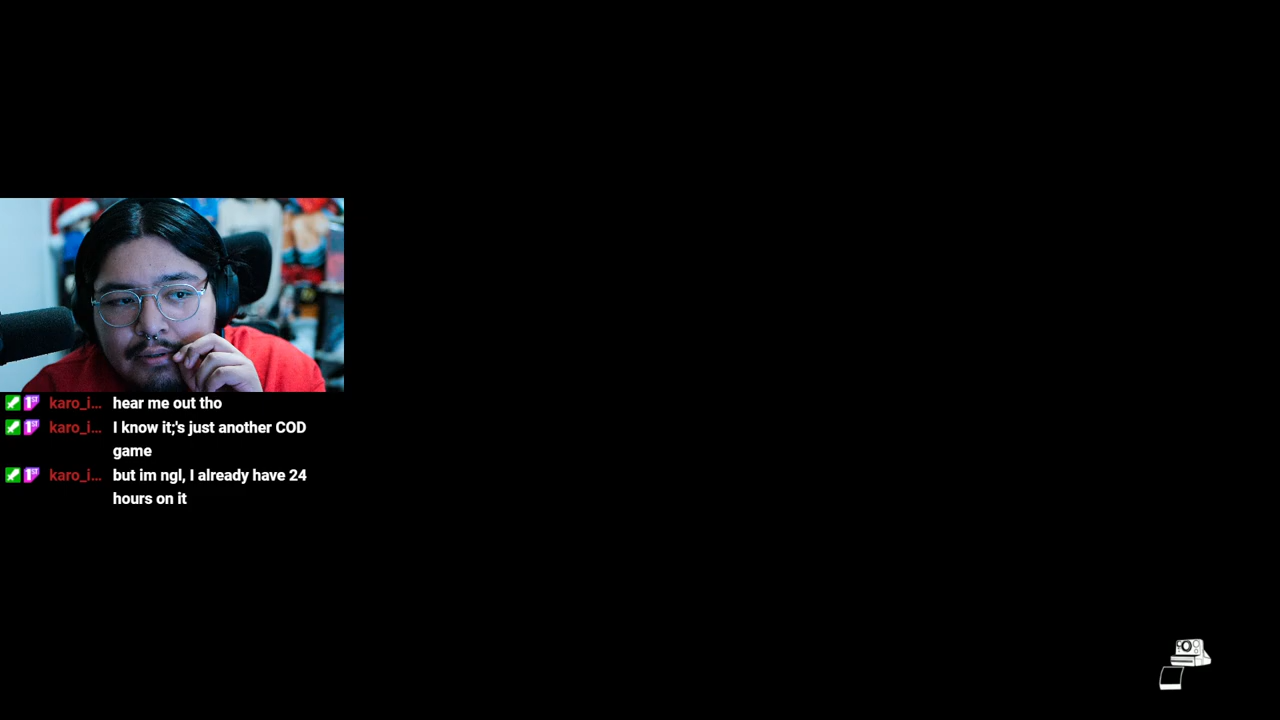 karo_i... hear me out tho
karo_i... I know it;'s just another COD
game
karo_i... but im ngl, I already have 24
hours on it